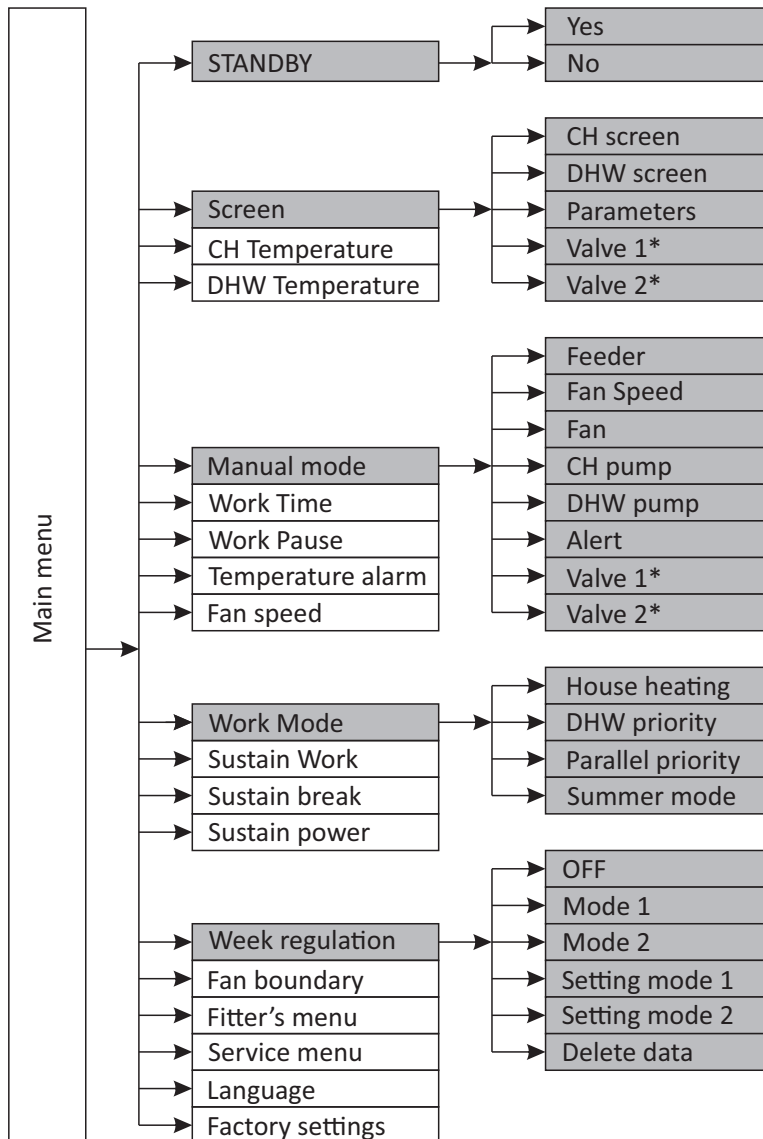 Main menu
STANDBY
Yes
No
Screen
CH Temperature
DHW Temperature
CH screen
DHW screen
Parameters
Valve 1*
Valve 2*
Manual mode
Work Time
Work Pause
Temperature alarm
Fan speed
Feeder
Fan Speed
Fan
CH pump
DHW pump
Alert
Valve 1*
Valve 2*
Work Mode
Sustain Work
Sustain break
Sustain power
House heating
DHW priority
Parallel priority
Summer mode
Week regulation
Fan boundary
Fitter’s menu
Service menu
Language
Factory settings
OFF
Mode 1
Mode 2
Setting mode 1
Setting mode 2
Delete data